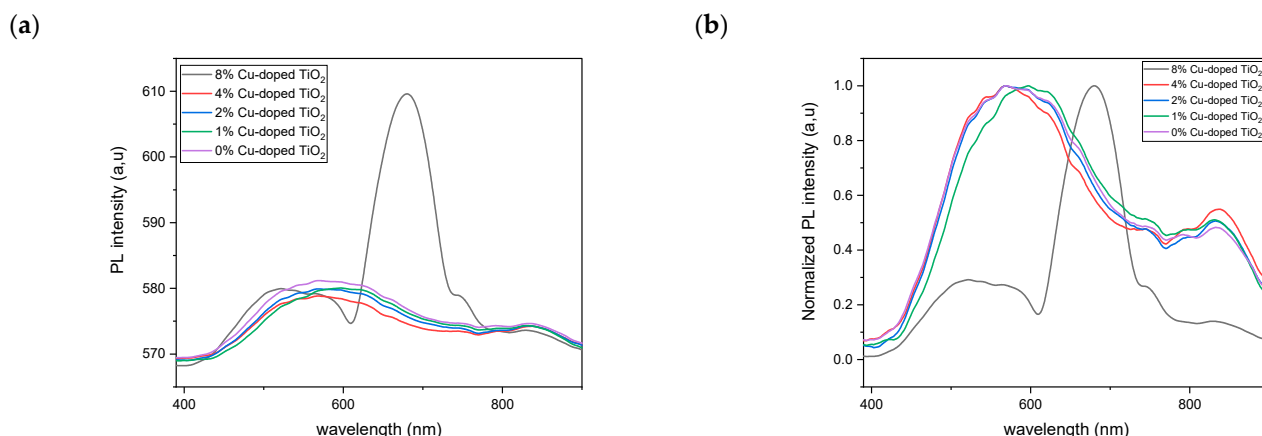 (a)
PL intensity (a,u)
610
600
590
580
570
8% Cu-doped TiO₂
4% Cu-doped TiO₂
2% Cu-doped TiO₂
1% Cu-doped TiO₂
0% Cu-doped TiO₂
400 600 800
wavelength (nm)
(b)
Normalized PL intensity (a,u)
1.0
0.8
0.6
0.4
0.2
0.0
8% Cu-doped TiO₂
4% Cu-doped TiO₂
2% Cu-doped TiO₂
1% Cu-doped TiO₂
0% Cu-doped TiO₂
400 600 800
wavelength (nm)